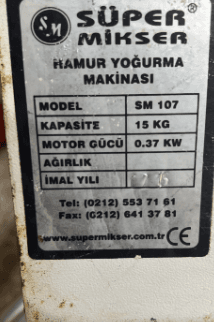 SM SÜPER
MİKSER
HAMUR YOĞURMA
MAKİNASI
MODEL SM 107
KAPASİTE 15 KG
MOTOR GÜCÜ 0.37 KW
AĞIRLIK
İMAL YILI
Tel: (0212) 553 71 61
Fax: (0212) 641 37 81
www.supermikser.com.tr CE